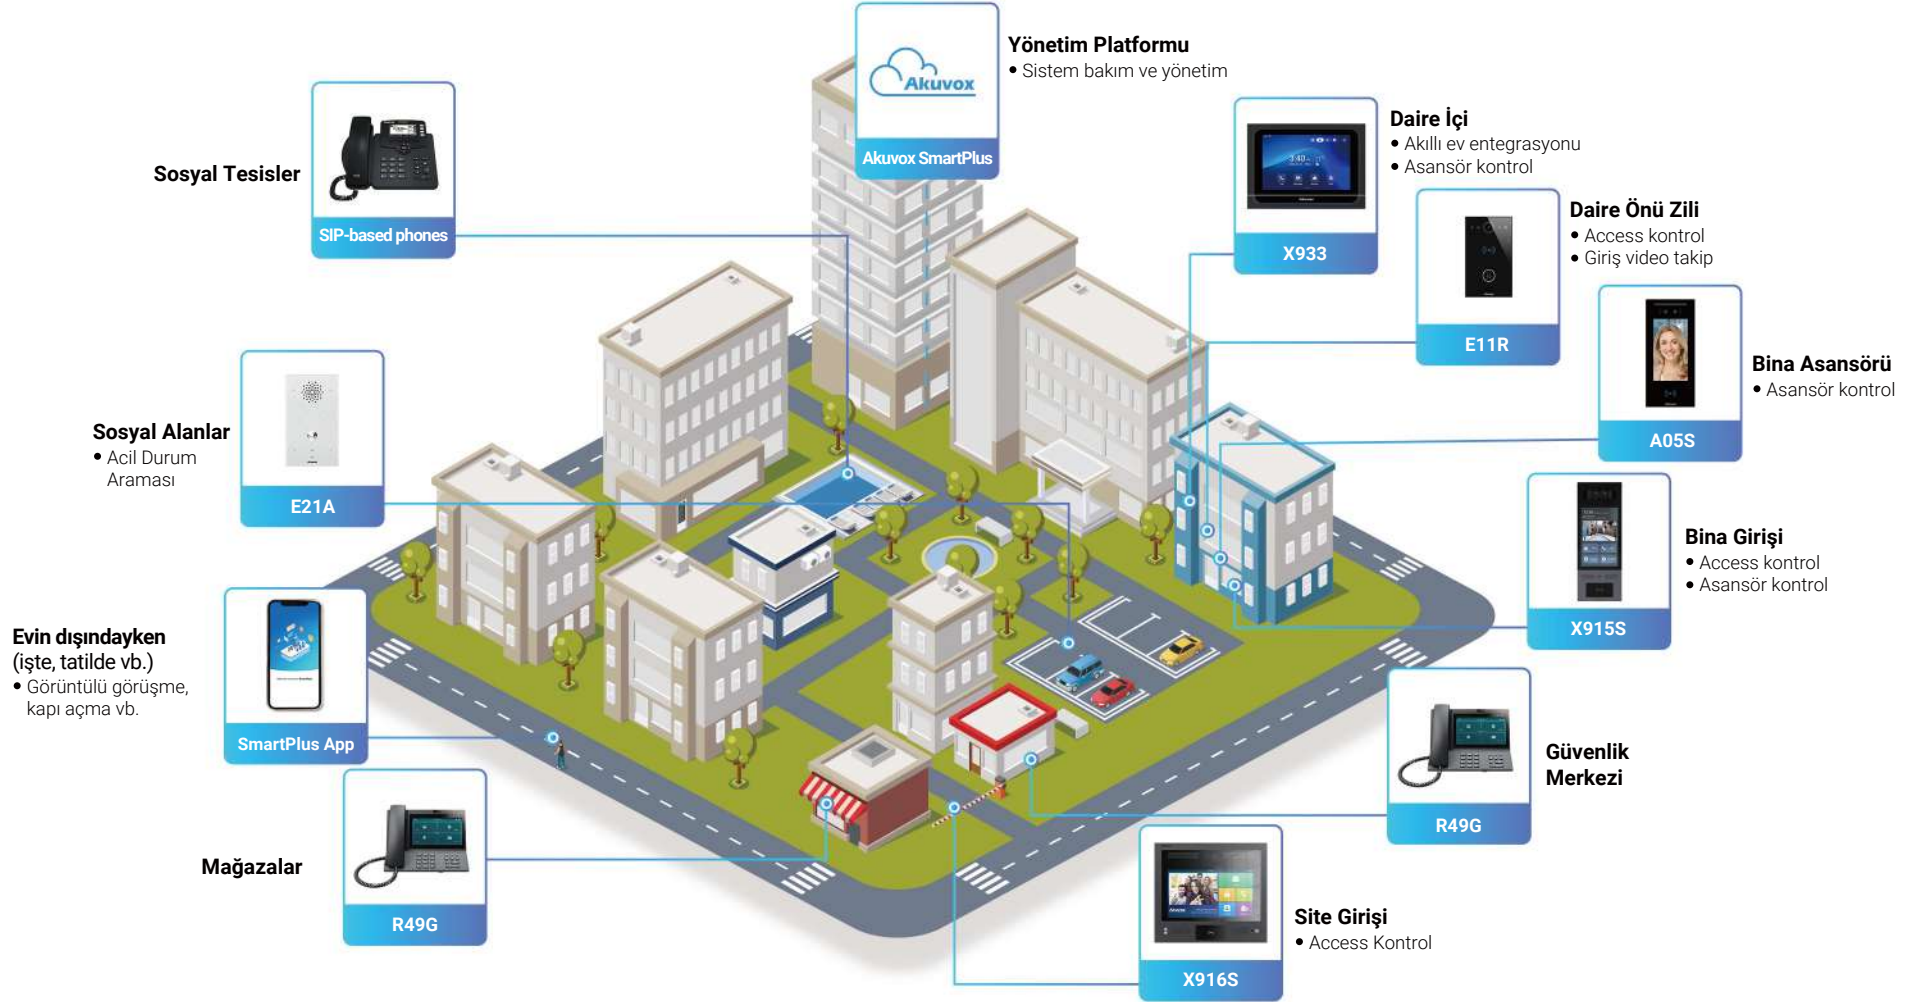 Akuvox
Akuvox SmartPlus
Yönetim Platformu
• Sistem bakım ve yönetim
Sosyal Tesisler
SIP-based phones
X933
Daire İçi
• Akıllı ev entegrasyonu
• Asansör kontrol
E11R
Daire Önü Zili
• Access kontrol
• Giriş video takip
A05S
Bina Asansörü
• Asansör kontrol
Sosyal Alanlar
• Acil Durum
Araması
E21A
X915S
Bina Girişi
• Access kontrol
• Asansör kontrol
Evin dışındayken
(işte, tatilde vb.)
• Görüntülü görüşme,
kapı açma vb.
SmartPlus App
R49G
Güvenlik
Merkezi
Mağazalar
R49G
X916S
Site Girişi
• Access Kontrol